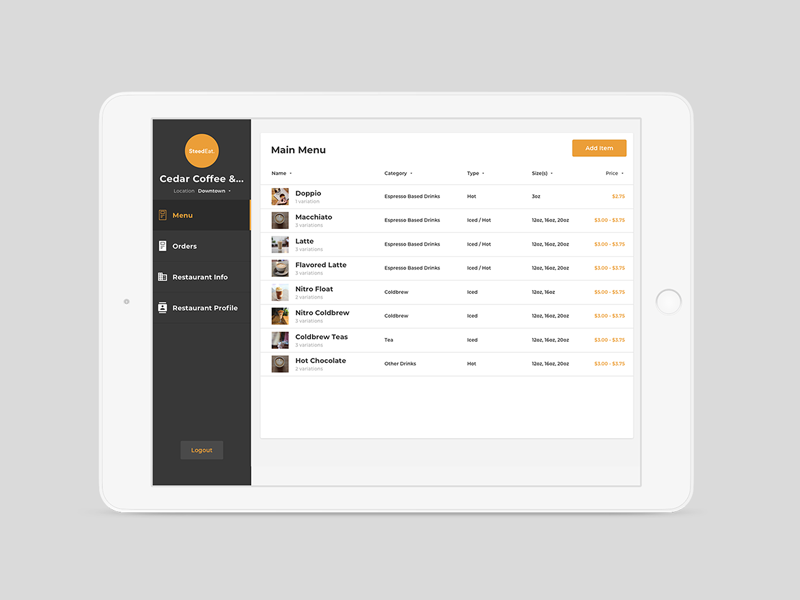 SteedEat.
Cedar Coffee &...
Location Downtown
Menu
Orders
Restaurant Info
Restaurant Profile
Logout
Main Menu
Add Item
Name Category Type Size(s) Price
Doppio Espresso Based Drinks Hot 3oz $2.75
1 variation
Macchiato Espresso Based Drinks Iced / Hot 12oz, 16oz, 20oz $3.00 - $3.75
3 variations
Latte Espresso Based Drinks Iced / Hot 12oz, 16oz, 20oz $3.00 - $3.75
3 variations
Flavored Latte Espresso Based Drinks Iced / Hot 12oz, 16oz, 20oz $3.00 - $3.75
3 variations
Nitro Float Coldbrew Iced 12oz, 16oz $5.00 - $3.75
2 variations
Nitro Coldbrew Coldbrew Iced 12oz, 16oz, 20oz $3.00 - $3.75
3 variations
Coldbrew Teas Tea Iced 12oz, 16oz, 20oz $3.00 - $3.75
3 variations
Hot Chocolate Other Drinks Hot 12oz, 16oz, 20oz $3.00 - $3.75
2 variations